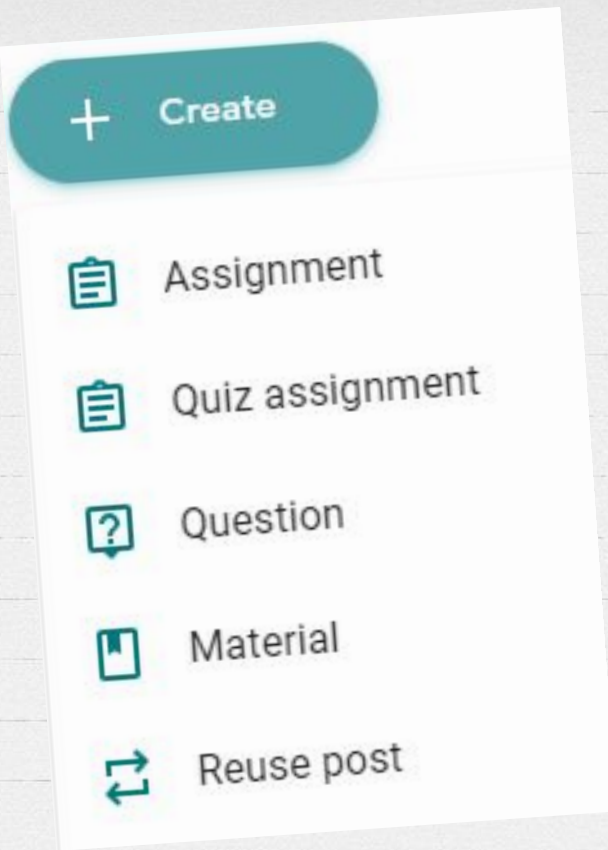 Create
Assignment
Quiz assignment
Question
Material
Reuse post